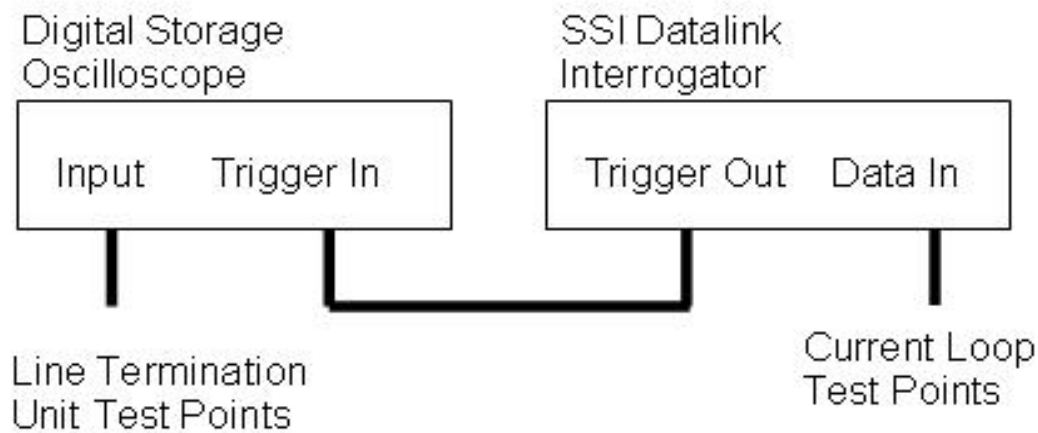 Digital Storage
Oscilloscope
SSI Datalink
Interrogator
Input
Trigger In
Trigger Out
Data In
Line Termination
Unit Test Points
Current Loop
Test Points